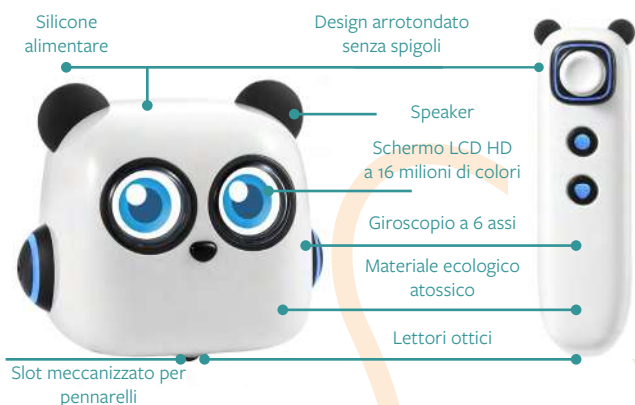 Silicone
alimentare
Design arrotondato
senza spigoli
Speaker
Schermo LCD HD
a 16 milioni di colori
Giroscopio a 6 assi
Materiale ecologico
atossico
Lettori ottici
Slot meccanizzato per
pennarelli